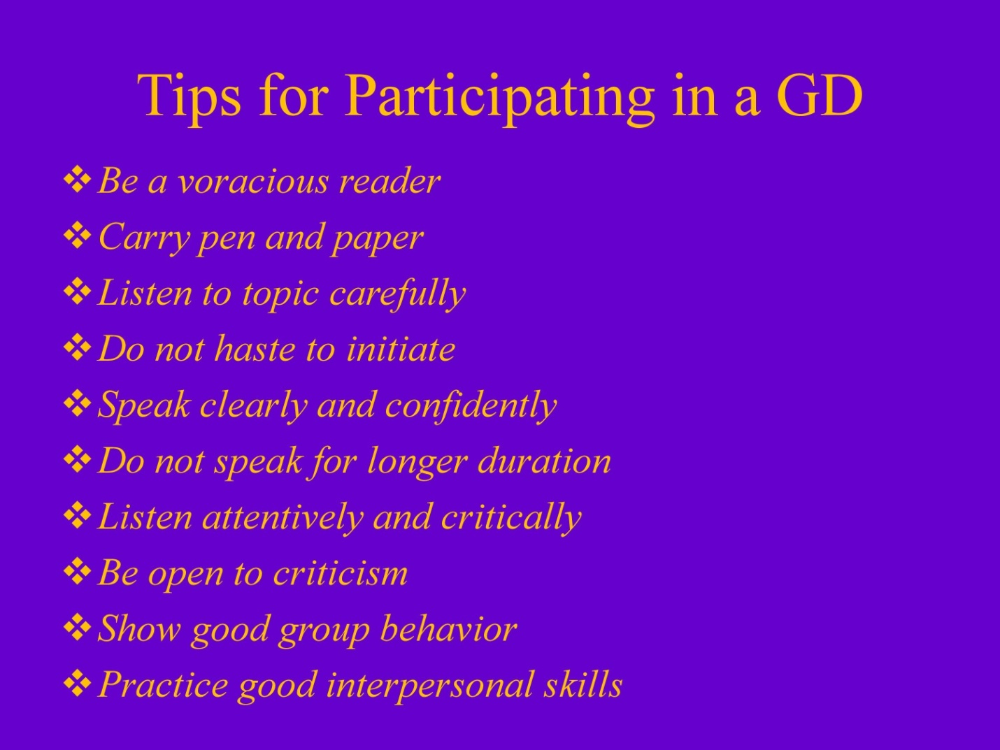 Tips for Participating in a GD
❖ Be a voracious reader
❖ Carry pen and paper
❖ Listen to topic carefully
❖ Do not haste to initiate
❖ Speak clearly and confidently
❖ Do not speak for longer duration
❖ Listen attentively and critically
❖ Be open to criticism
❖ Show good group behavior
❖ Practice good interpersonal skills